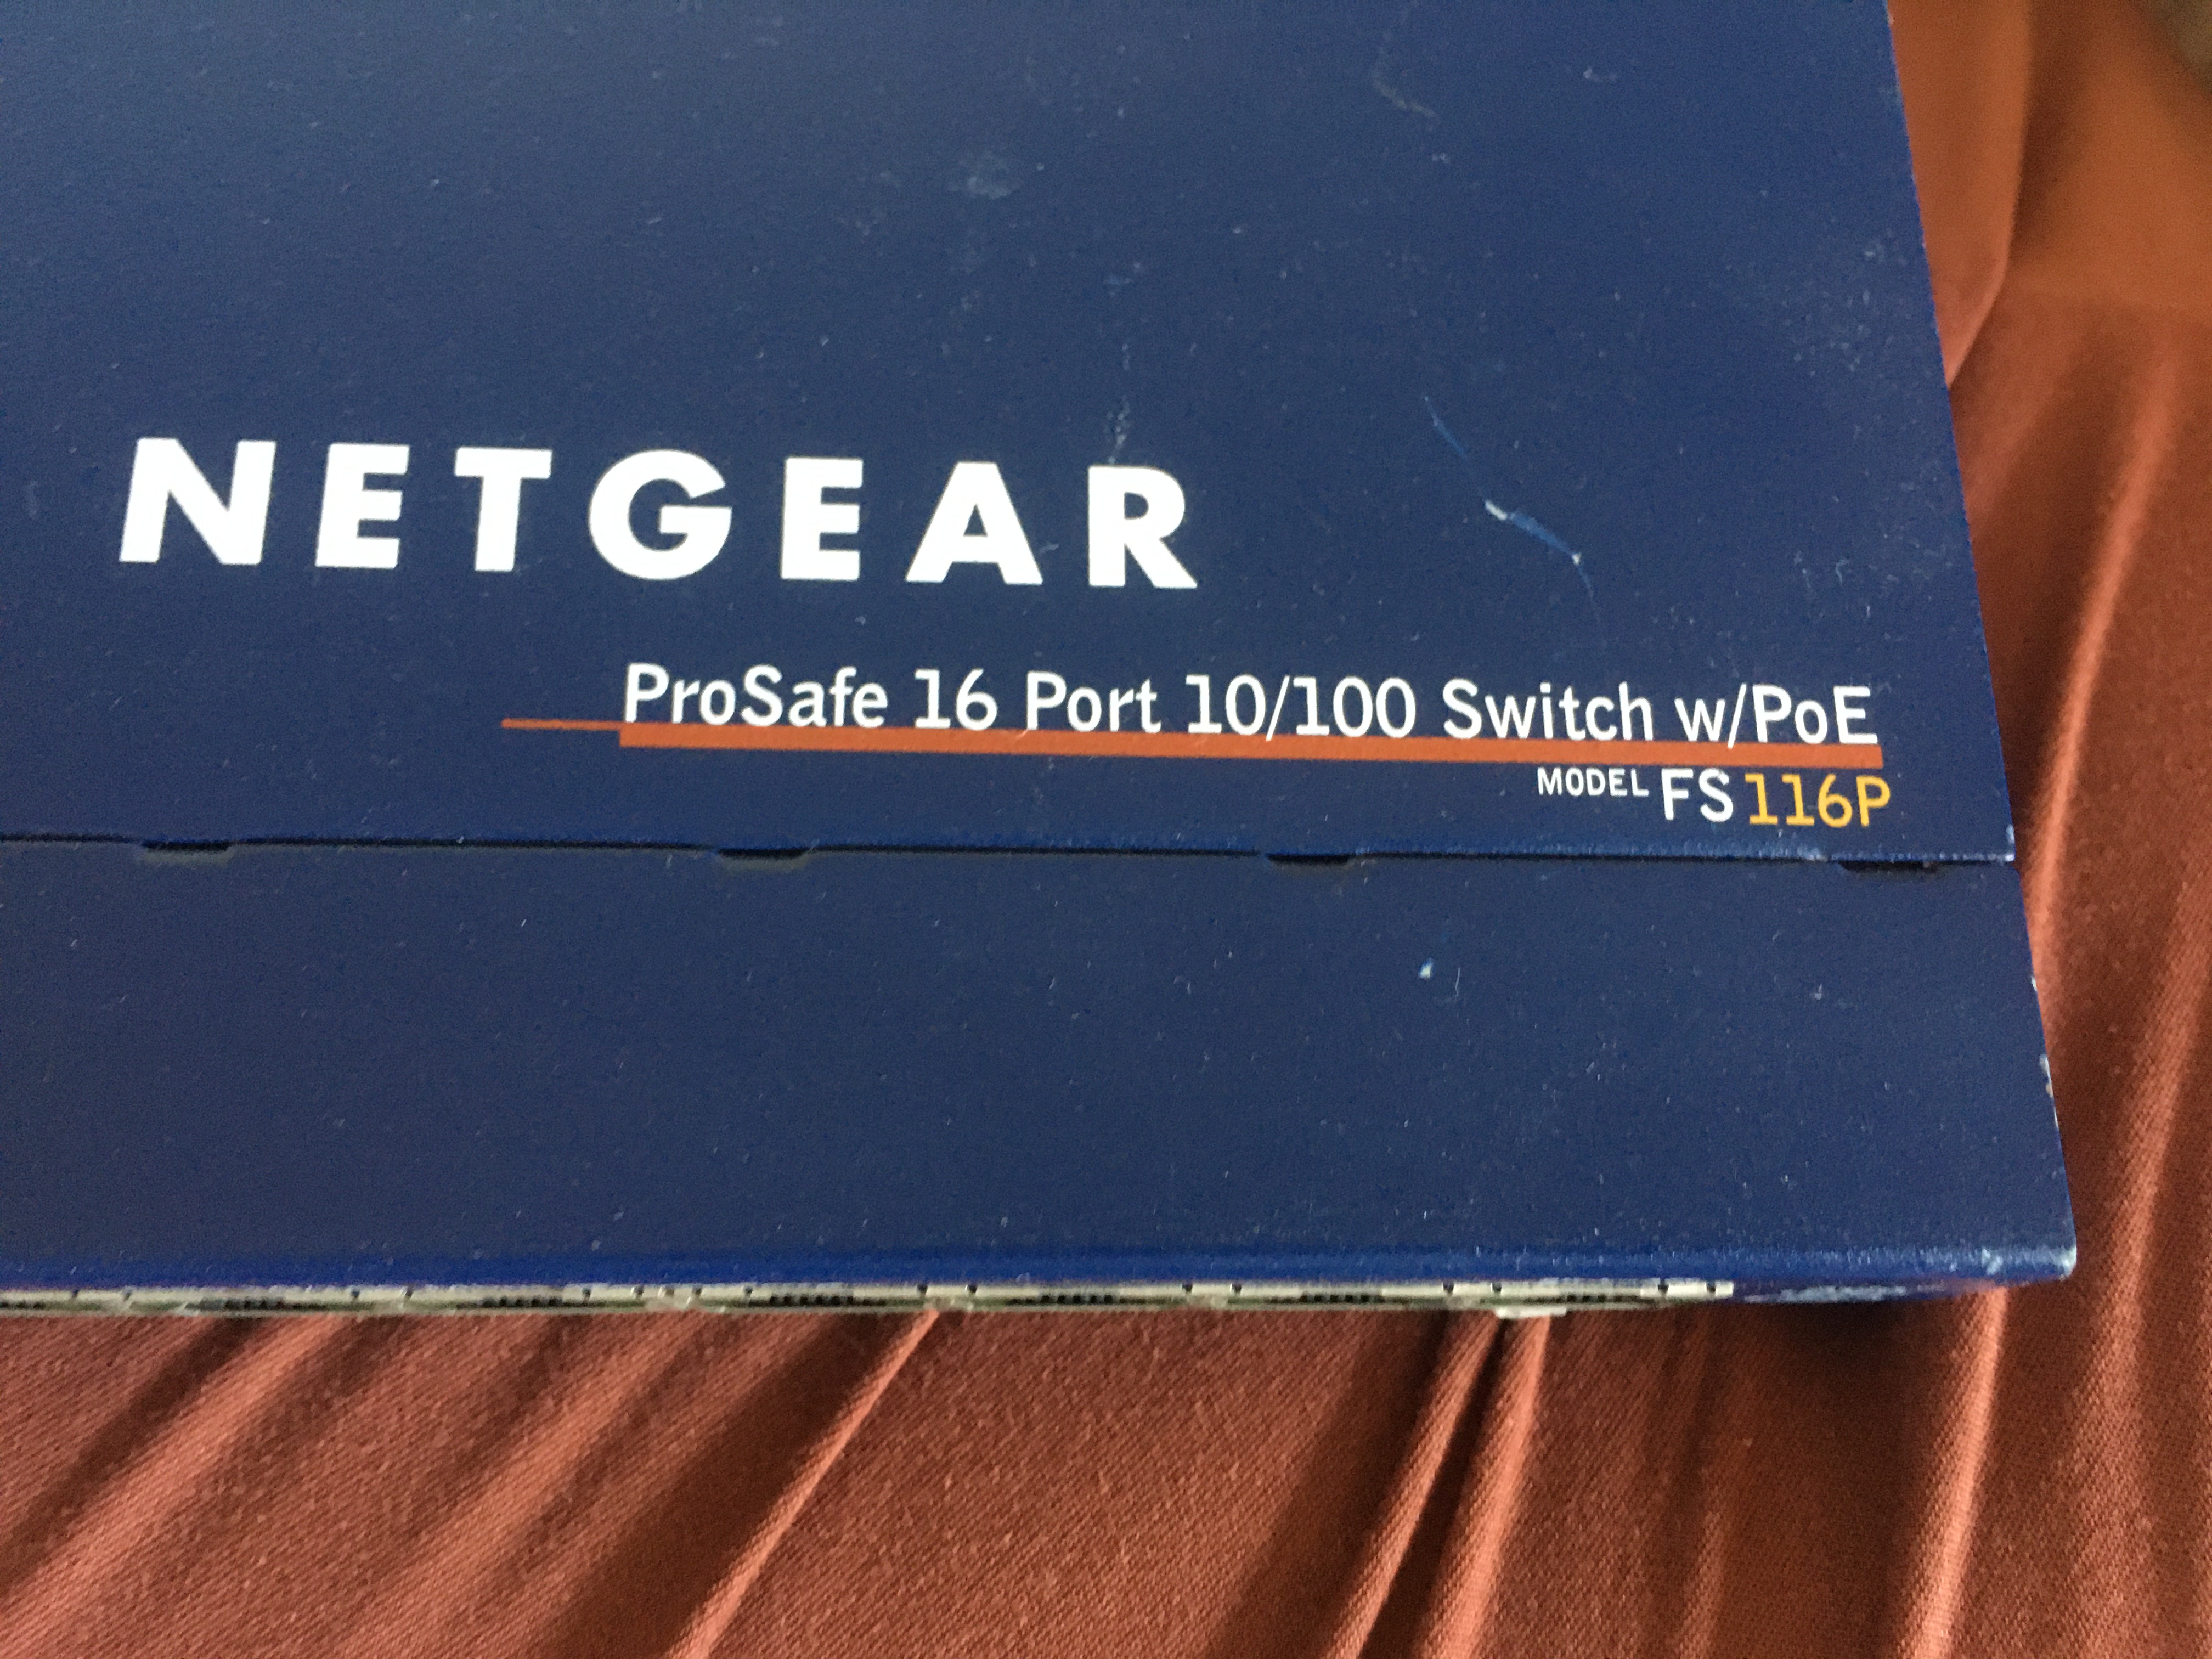 NETGEAR
ProSafe 16 Port 10/100 Switch w/PoE
MODEL FS116P